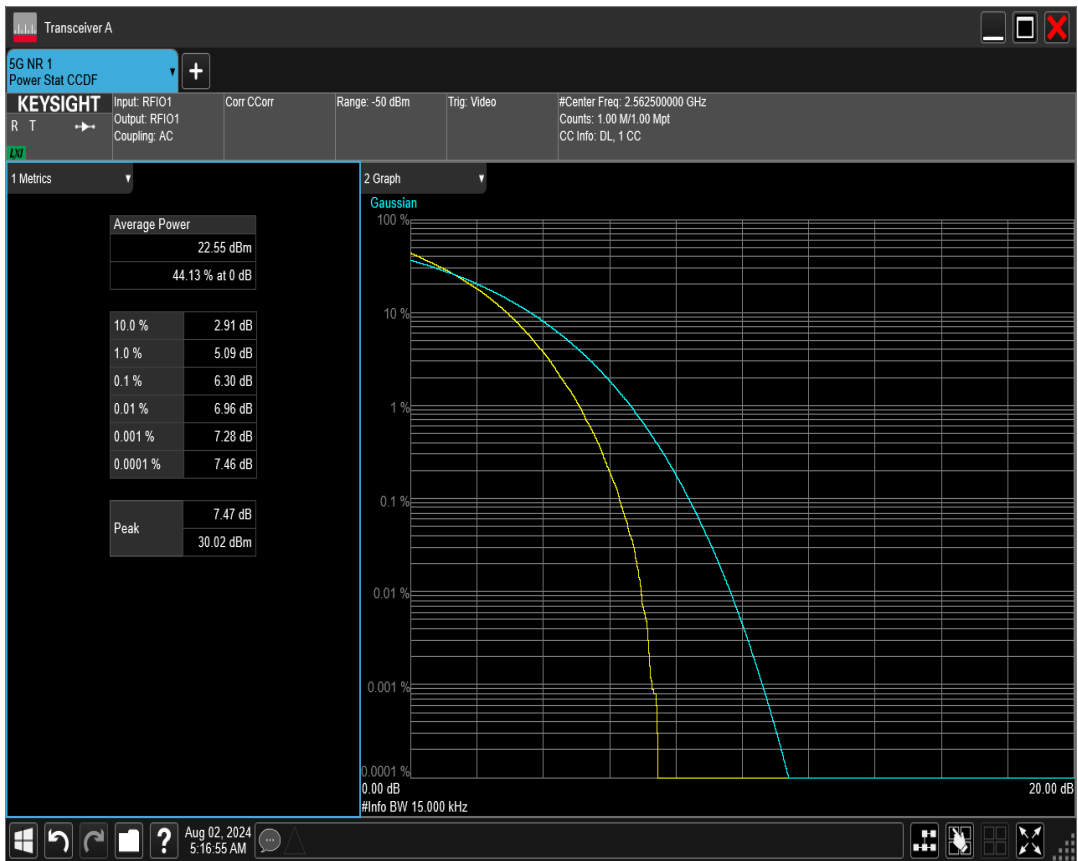 Transceiver A
5G NR 1
Power Stat CCDF
+
KEYSIGHT
R T
LXI
Input: RFIO1
Output: RFIO1
Coupling: AC
Corr CCorr
Range: -50 dBm
Trig: Video
#Center Freq: 2.562500000 GHz
Counts: 1.00 M/1.00 Mpt
CC Info: DL, 1 CC
1 Metrics
Average Power
22.55 dBm
44.13 % at 0 dB
10.0 % 2.91 dB
1.0 % 5.09 dB
0.1 % 6.30 dB
0.01 % 6.96 dB
0.001 % 7.28 dB
0.0001 % 7.46 dB
Peak
7.47 dB
30.02 dBm
2 Graph
Gaussian
100 %
10 %
1 %
0.1 %
0.01 %
0.001 %
0.0001 %
0.00 dB 20.00 dB
#Info BW 15.000 kHz
?
Aug 02, 2024
5:16:55 AM